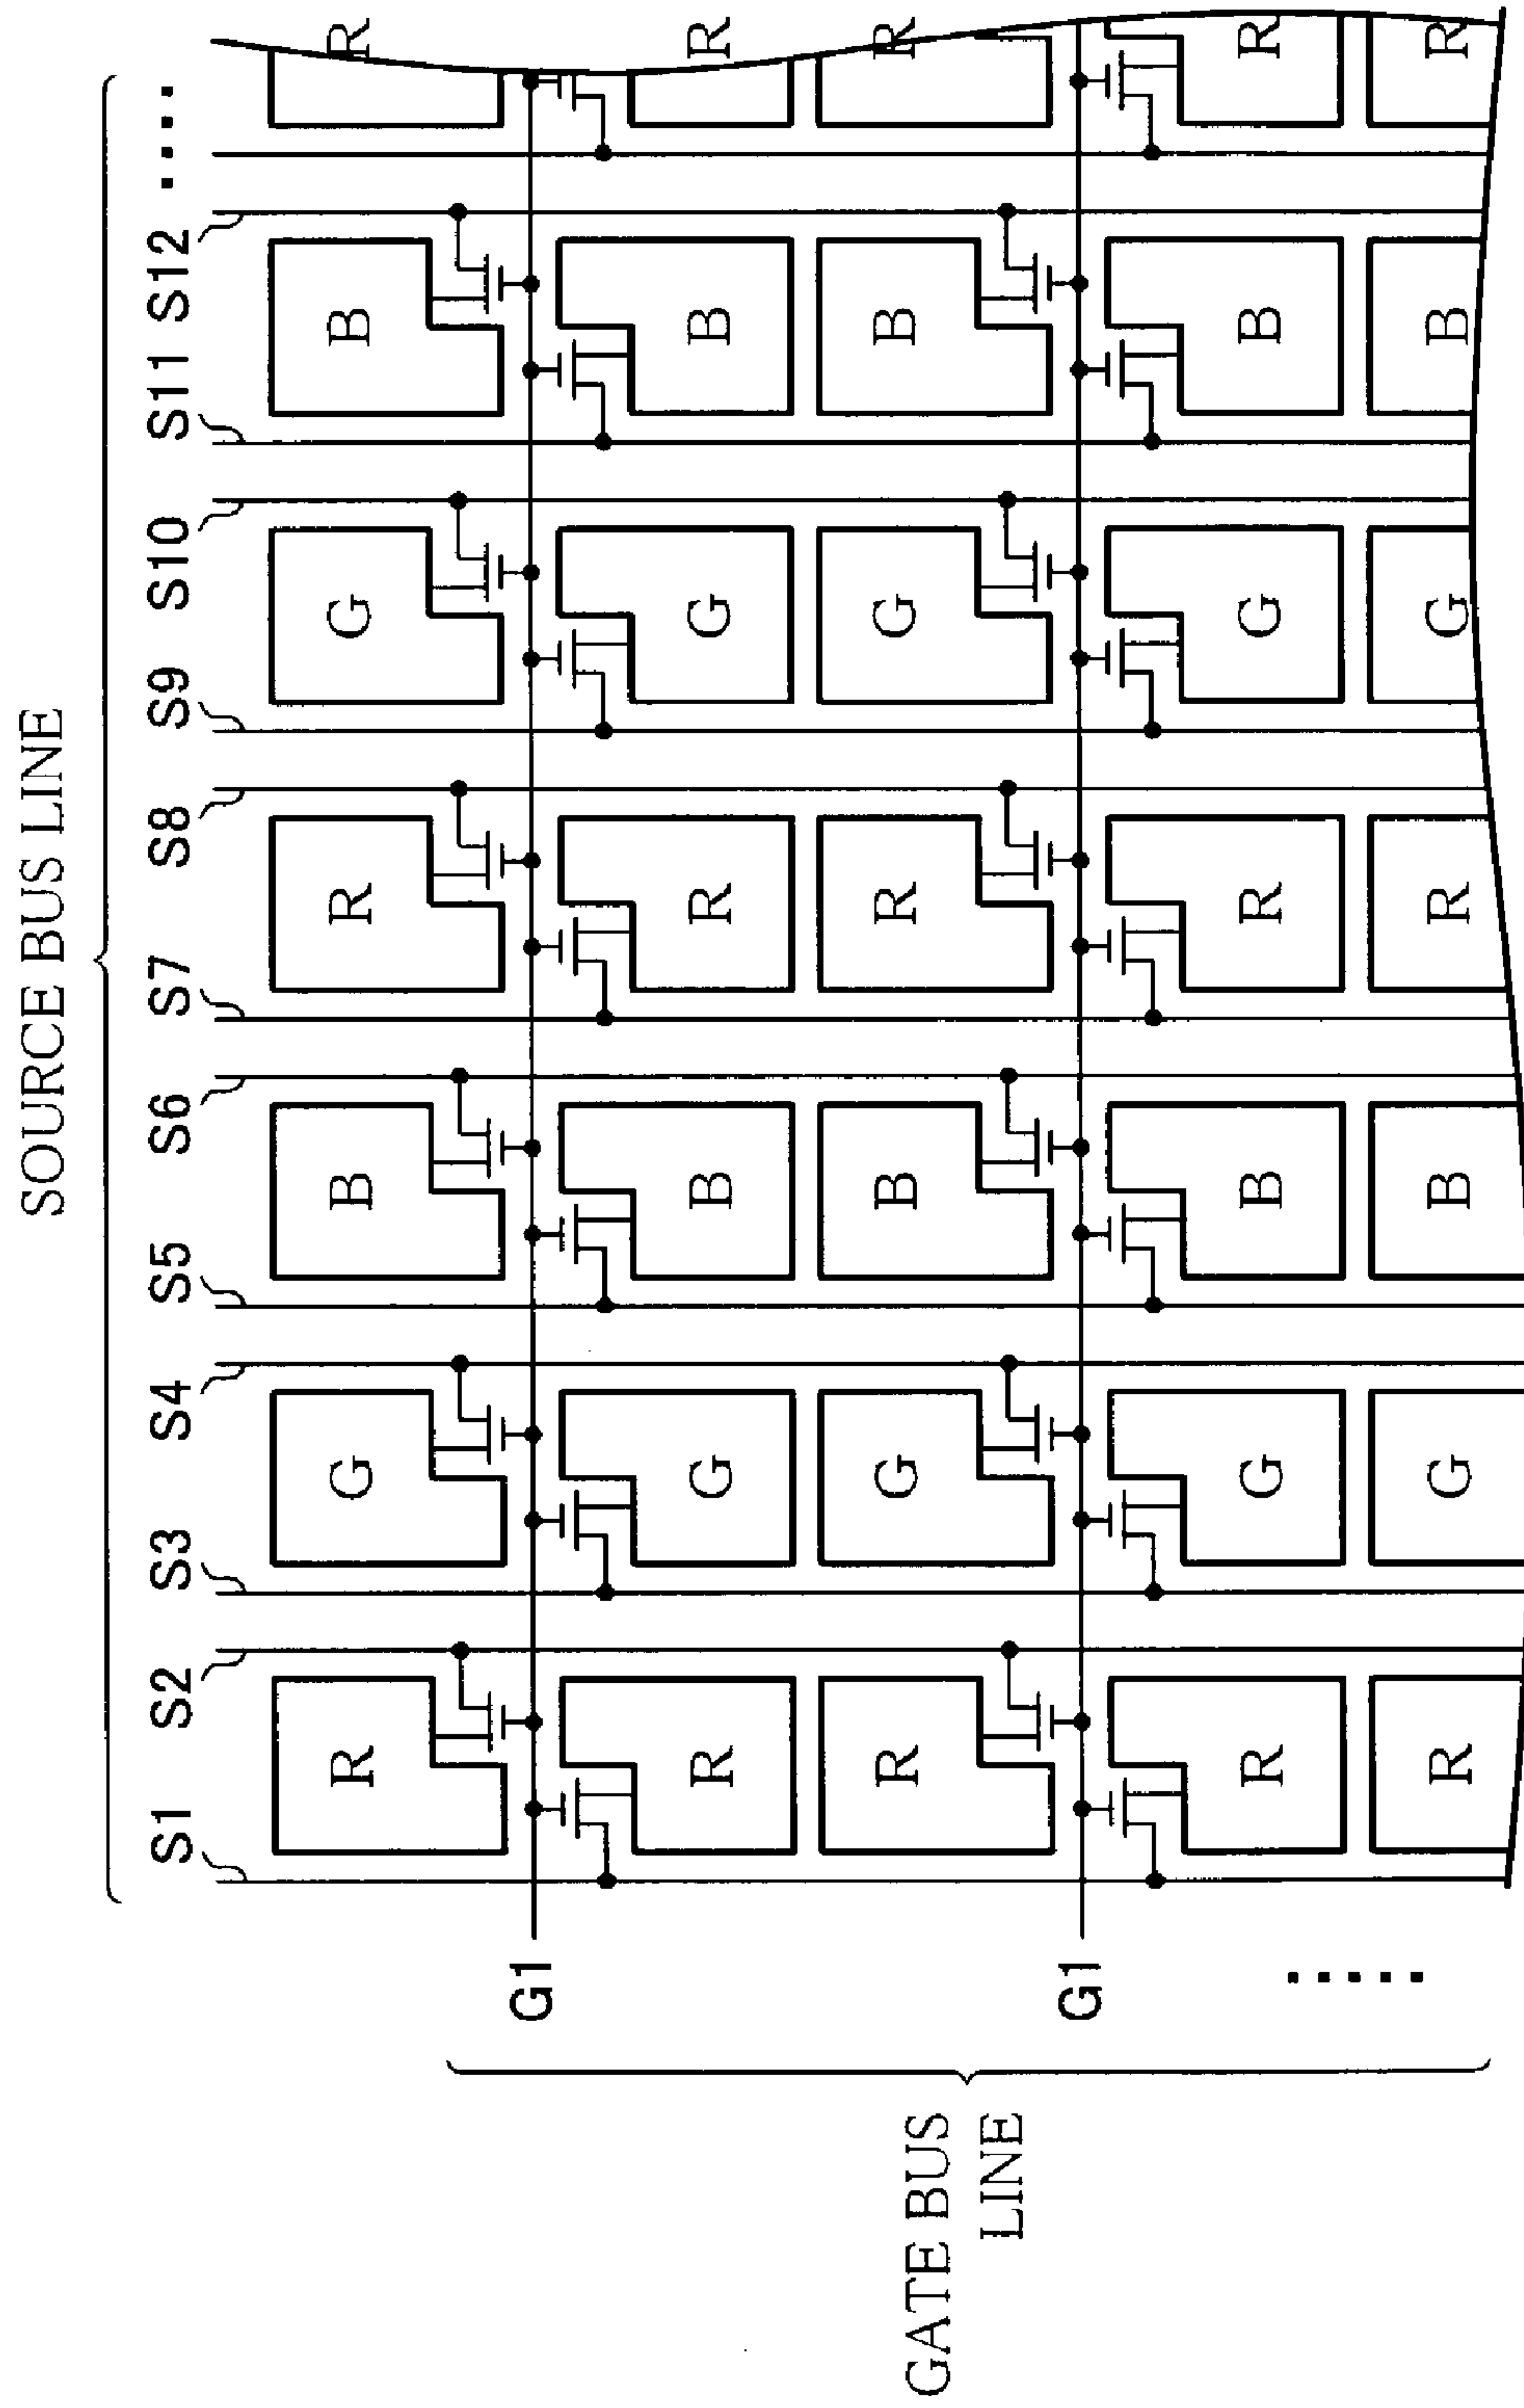 SOURCE BUS LINE
S1 S2 S3 S4 S5 S6 S7 S8 S9 S10 S11 S12 ····
R G B R G B R
G1
R G B R G B R
R G B R G B R
GATE BUS
LINE
G1
R G B R G B R
·····
R G B R G B R